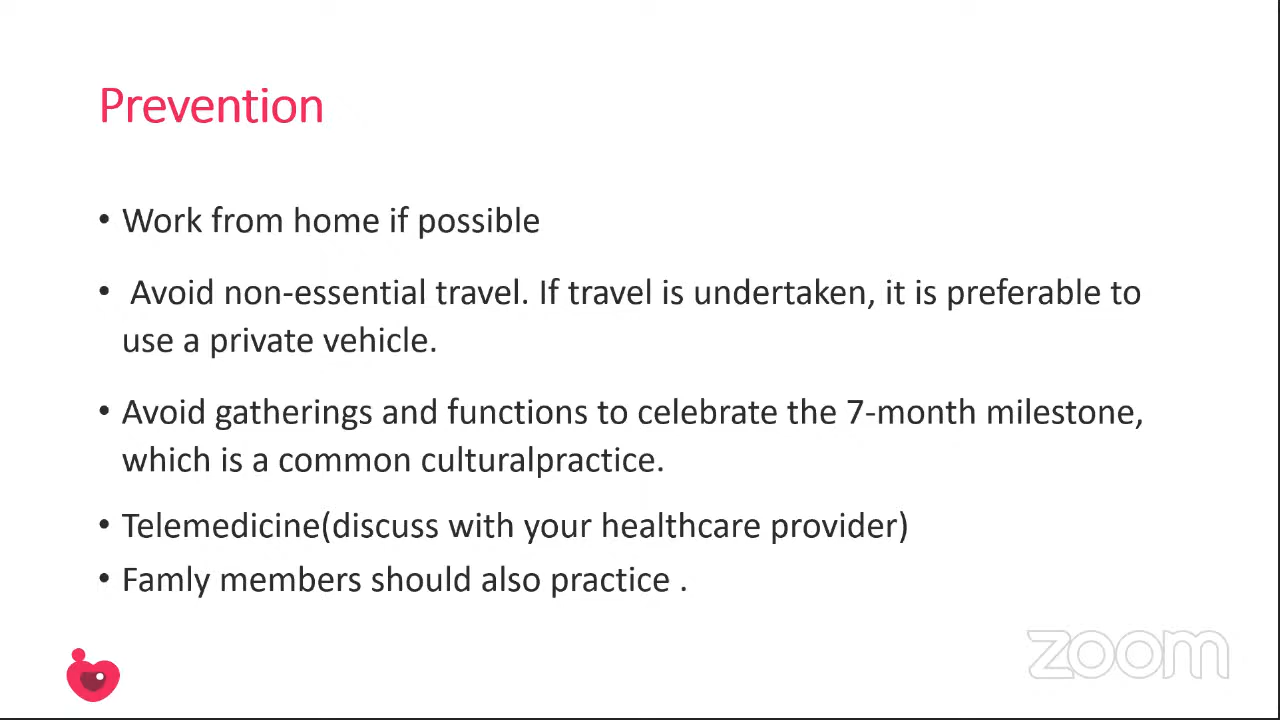 Prevention
• Work from home if possible
• Avoid non-essential travel. If travel is undertaken, it is preferable to
use a private vehicle.
• Avoid gatherings and functions to celebrate the 7-month milestone,
which is a common culturalpractice.
• Telemedicine(discuss with your healthcare provider)
• Famly members should also practice .
zoom